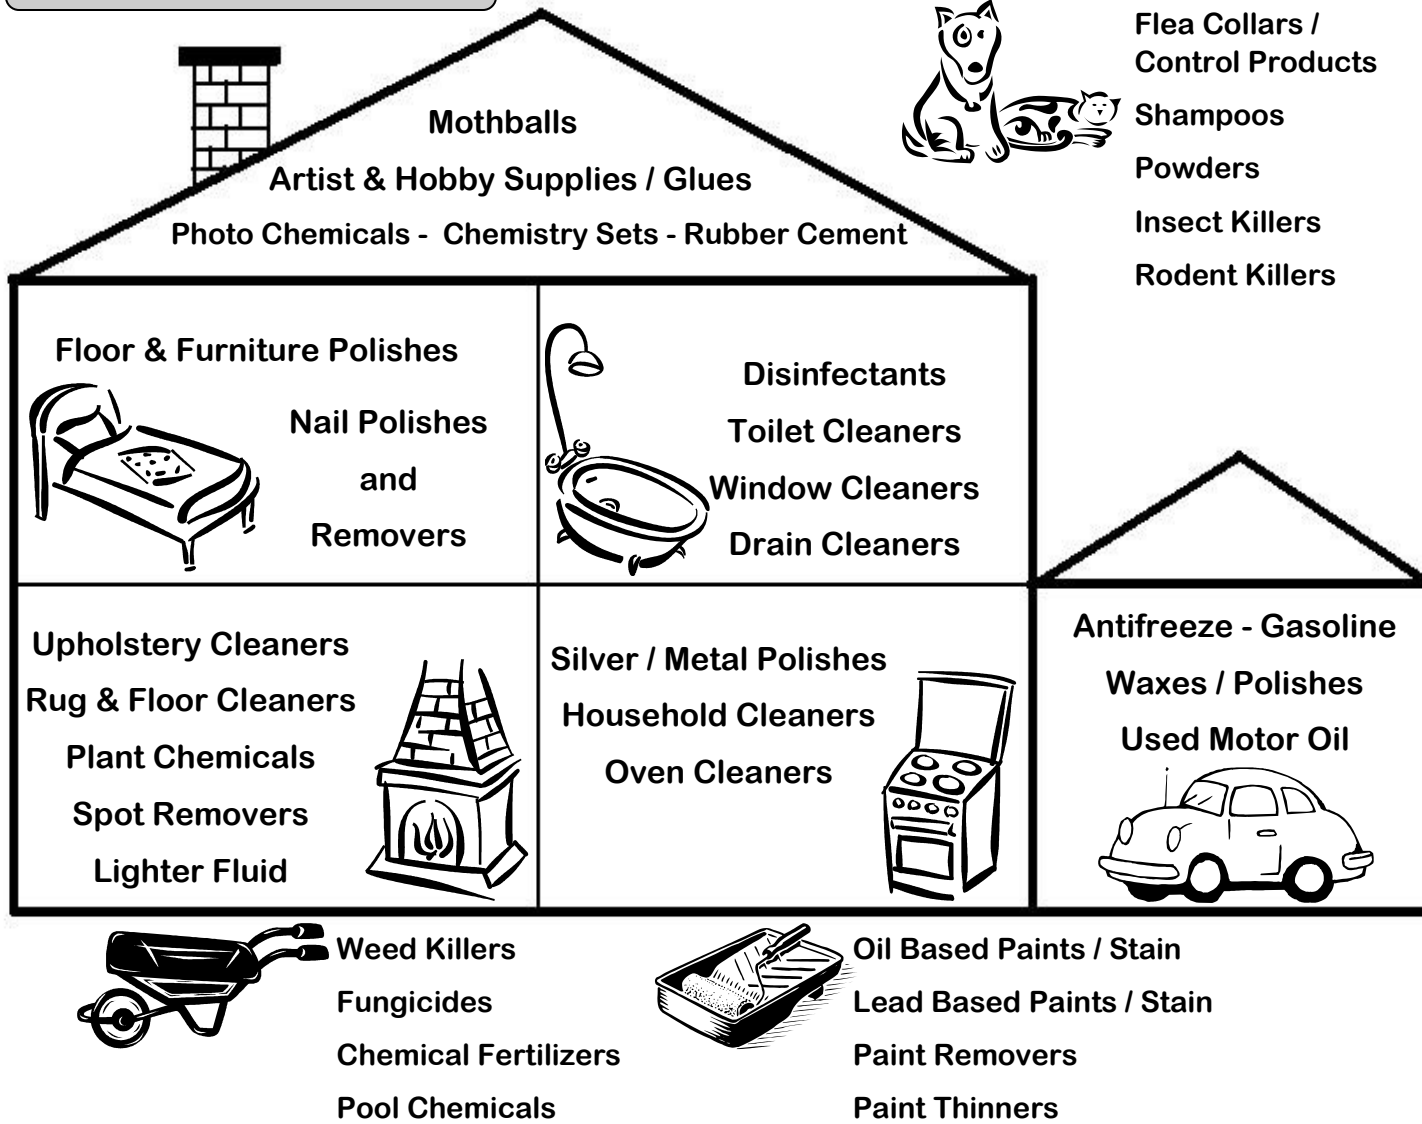 Flea Collars /
Control Products
Shampoos
Powders
Insect Killers
Rodent Killers
Mothballs
Artist & Hobby Supplies / Glues
Photo Chemicals - Chemistry Sets - Rubber Cement
Floor & Furniture Polishes
Nail Polishes
and
Removers
Disinfectants
Toilet Cleaners
Window Cleaners
Drain Cleaners
Upholstery Cleaners
Rug & Floor Cleaners
Plant Chemicals
Spot Removers
Lighter Fluid
Silver / Metal Polishes
Household Cleaners
Oven Cleaners
Antifreeze - Gasoline
Waxes / Polishes
Used Motor Oil
Weed Killers
Fungicides
Chemical Fertilizers
Pool Chemicals
Oil Based Paints / Stain
Lead Based Paints / Stain
Paint Removers
Paint Thinners